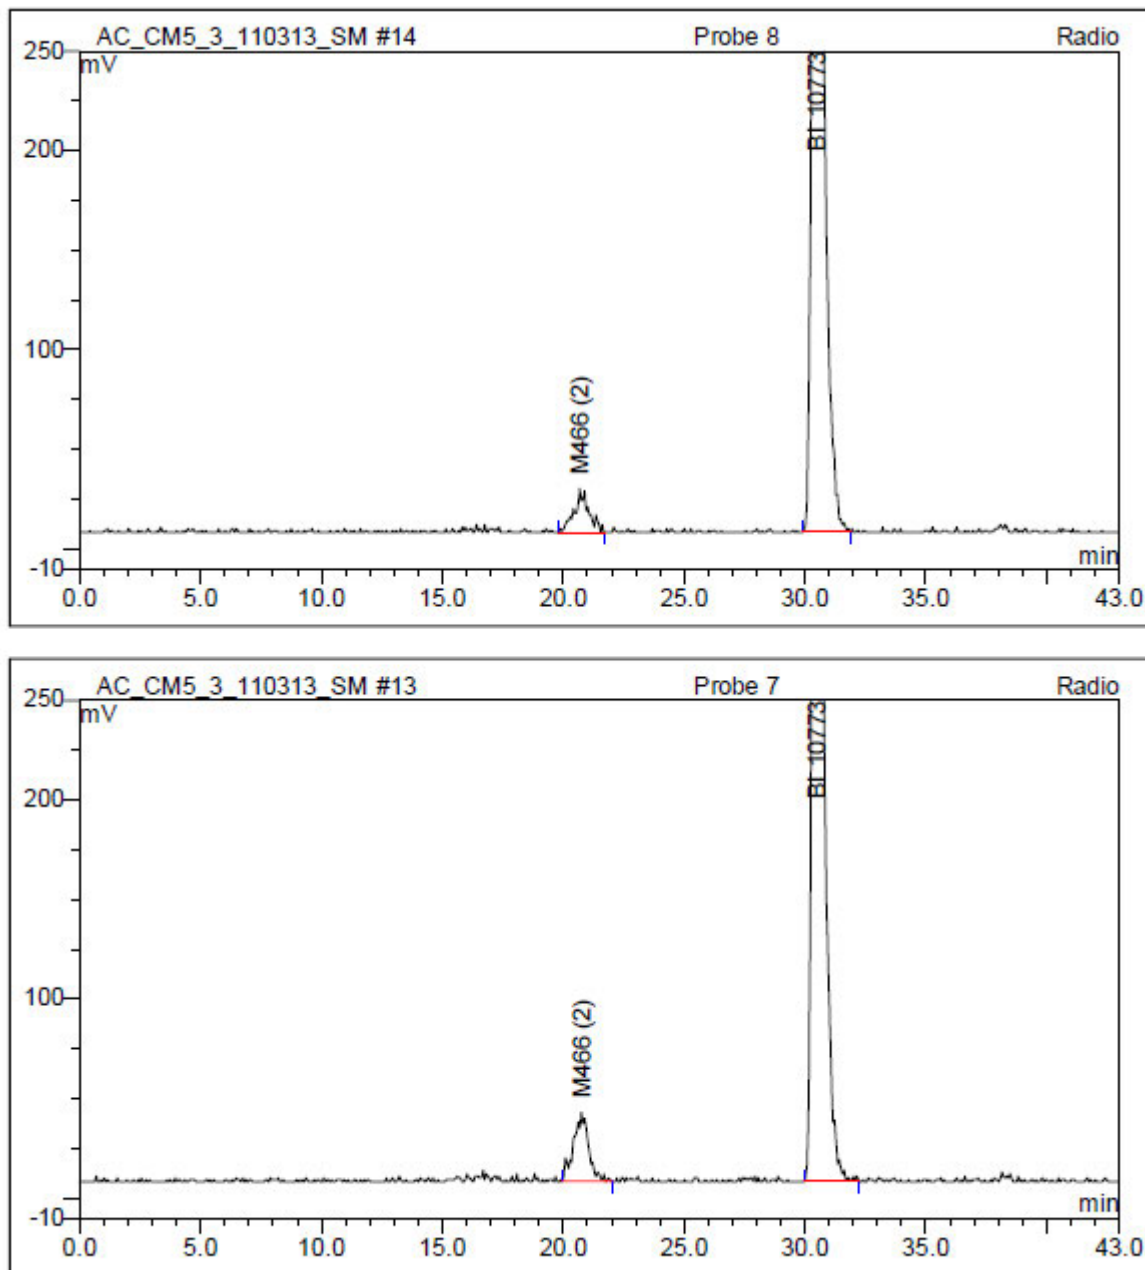 AC_CM5_3_110313_SM #14 Probe 8 Radio
250
mV
BI 10773
200
100
M466 (2)
-10
min
0.0 5.0 10.0 15.0 20.0 25.0 30.0 35.0 43.0
AC_CM5_3_110313_SM #13 Probe 7 Radio
250
mV
BI 10773
200
100
M466 (2)
-10
min
0.0 5.0 10.0 15.0 20.0 25.0 30.0 35.0 43.0